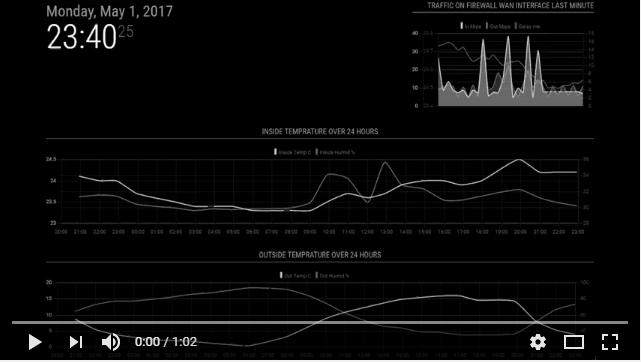 Monday, May 1, 2017
23:40 25
TRAFFIC ON FIREWALL WAN INTERFACE LAST MINUTE
In Mbps Out Mbps Delay ms
40
30
20
10
0
INSIDE TEMPRATURE OVER 24 HOURS
Inside Temp C Inside Humid %
24.5
24
23.5
23
20:00 21:00 22:00 23:00 00:00 01:00 02:00 03:00 04:00 05:00 06:00 07:00 08:00 09:00 10:00 11:00 12:00 13:00 14:00 15:00 16:00 17:00 18:00 19:00 20:00 21:00 22:00 23:00
OUTSIDE TEMPRATURE OVER 24 HOURS
Out Temp C Out Humid %
20 100
15 80
10 60
5 40
0
0:00 / 1:02